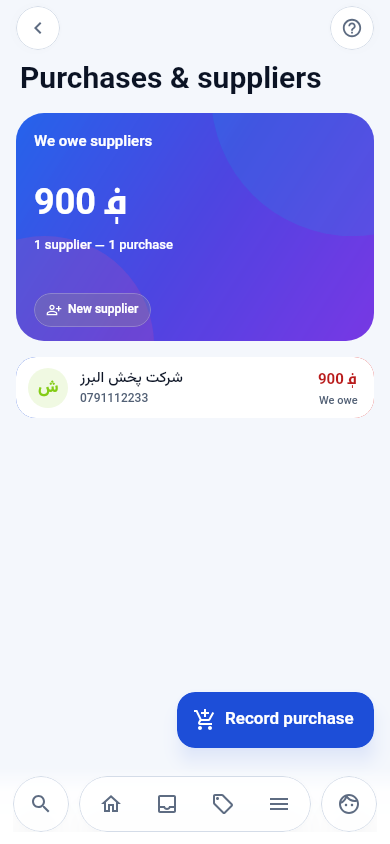 Purchases & suppliers
We owe suppliers
900 ؋
1 supplier — 1 purchase
New supplier
ش
شرکت پخش البرز
0791112233
900 ؋
We owe
Record purchase